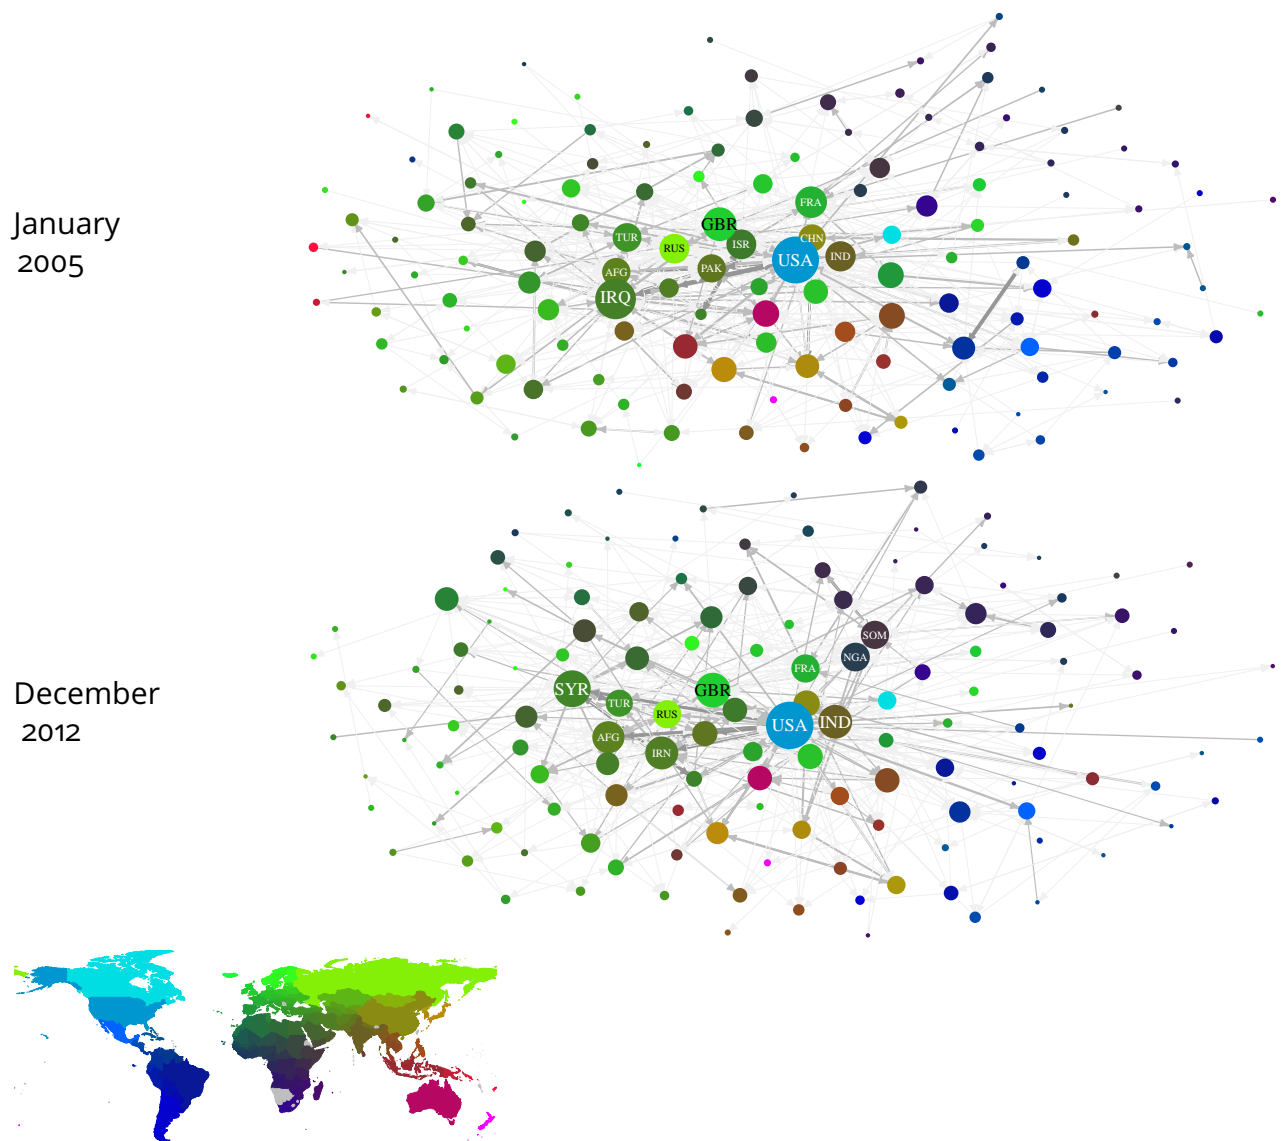 January
2005
FRA
GBR
TUR
RUS
ISR
CHN
USA
IND
AFG
PAK
IRQ
December
2012
SOM
NGA
FRA
SYR
GBR
TUR
RUS
USA
IND
AFG
IRN